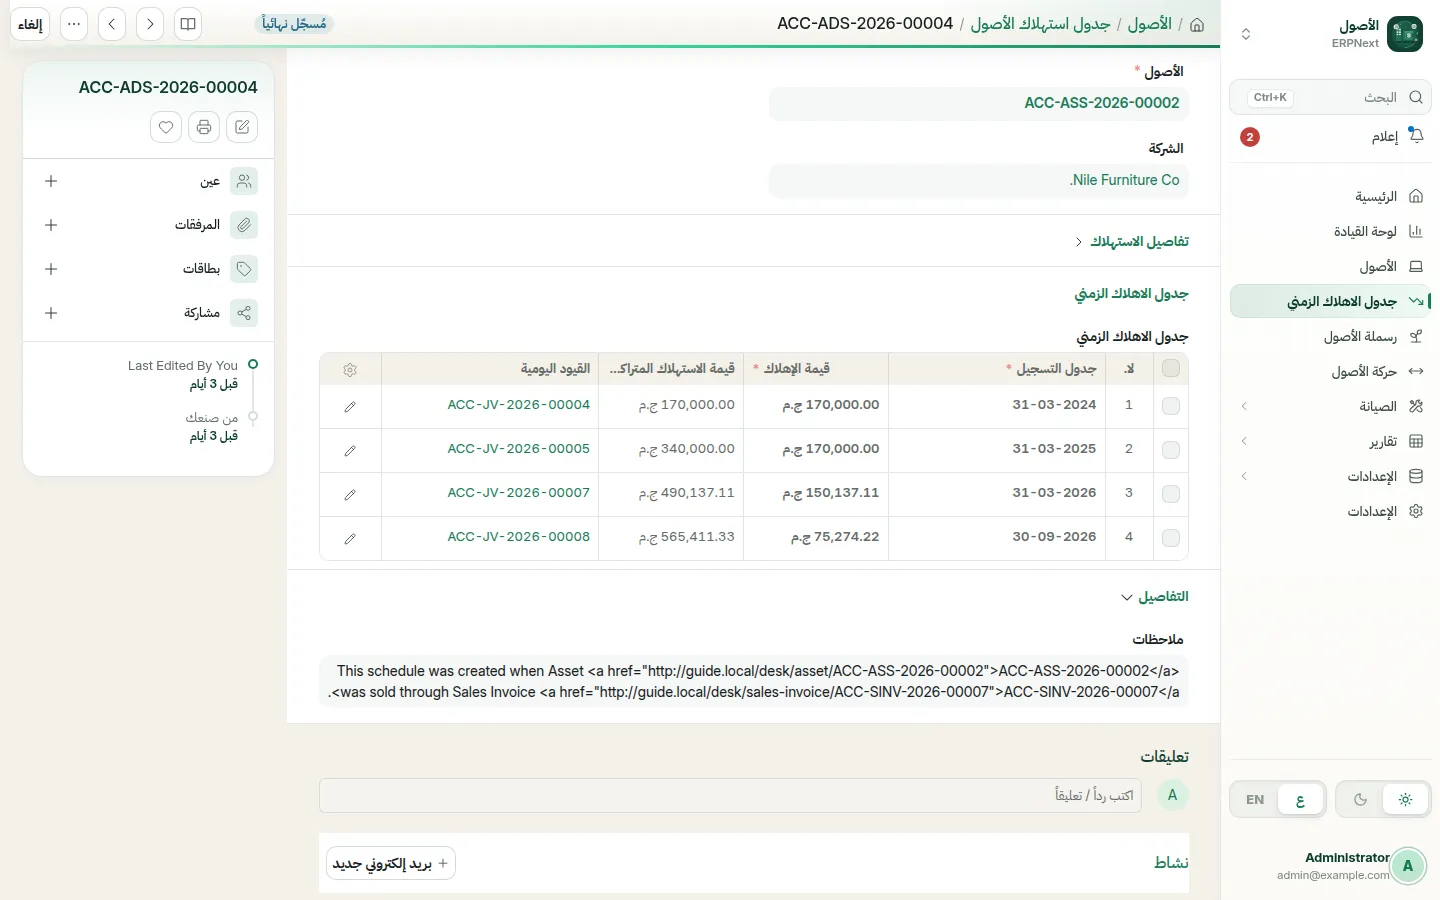 الأصول
ERPNext
البحث
Ctrl+K
إعلام
2
الرئيسية
لوحة القيادة
الأصول
جدول الاهلاك الزمني
رسملة الأصول
حركة الأصول
الصيانة
تقارير
الإعدادات
الإعدادات
ع
EN
Administrator
admin@example.com
A
الأصول / جدول استهلاك الأصول / ACC-ADS-2026-00004
مُسجّل نهائياً
إلغاء
الأصول *
ACC-ASS-2026-00002
الشركة
Nile Furniture Co.
تفاصيل الاستهلاك
جدول الاهلاك الزمني
جدول الاهلاك الزمني
لا. جدول التسجيل * قيمة الإهلاك * قيمة الاستهلاك المتراكـ... القيود اليومية
1 31-03-2024 170,000.00 ج.م 170,000.00 ج.م ACC-JV-2026-00004
2 31-03-2025 170,000.00 ج.م 340,000.00 ج.م ACC-JV-2026-00005
3 31-03-2026 150,137.11 ج.م 490,137.11 ج.م ACC-JV-2026-00007
4 30-09-2026 75,274.22 ج.م 565,411.33 ج.م ACC-JV-2026-00008
التفاصيل
ملاحظات
This schedule was created when Asset <a href="http://guide.local/desk/asset/ACC-ASS-2026-00002">ACC-ASS-2026-00002</a>
was sold through Sales Invoice <a href="http://guide.local/desk/sales-invoice/ACC-SINV-2026-00007">ACC-SINV-2026-00007</a>.
تعليقات
A
اكتب رداً / تعليقاً
نشاط
+ بريد إلكتروني جديد
ACC-ADS-2026-00004
عين
المرفقات
بطاقات
مشاركة
Last Edited By You
قبل 3 أيام
من صنعك
قبل 3 أيام